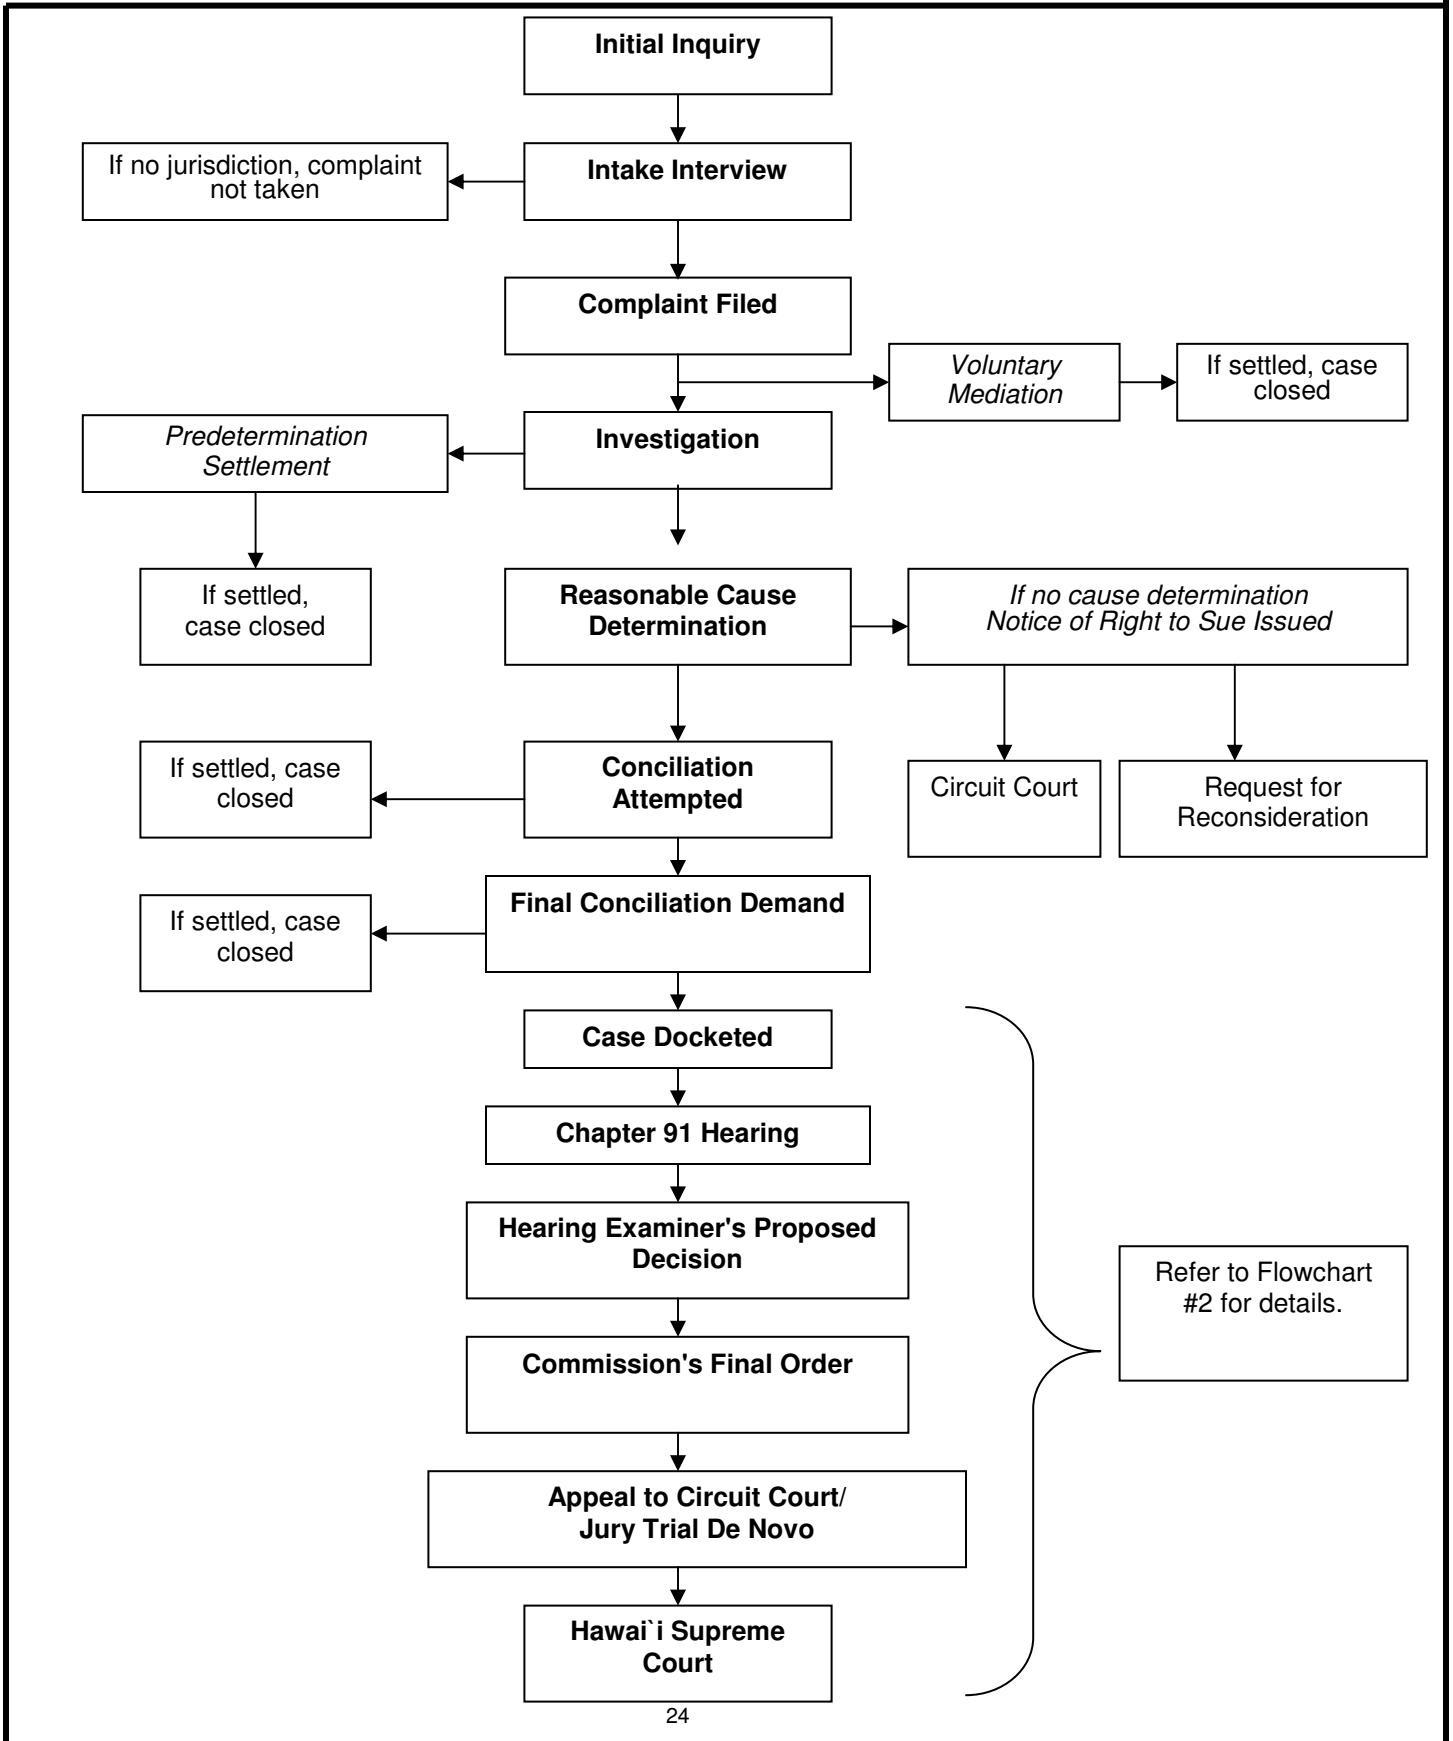 Initial Inquiry
If no jurisdiction, complaint
not taken
Intake Interview
Complaint Filed
Voluntary
Mediation
If settled, case
closed
Predetermination
Settlement
Investigation
If settled,
case closed
Reasonable Cause
Determination
If no cause determination
Notice of Right to Sue Issued
If settled, case
closed
Conciliation
Attempted
Circuit Court
Request for
Reconsideration
If settled, case
closed
Final Conciliation Demand
Case Docketed
Chapter 91 Hearing
Hearing Examiner's Proposed
Decision
Refer to Flowchart
#2 for details.
Commission's Final Order
Appeal to Circuit Court/
Jury Trial De Novo
Hawai`i Supreme
Court
24